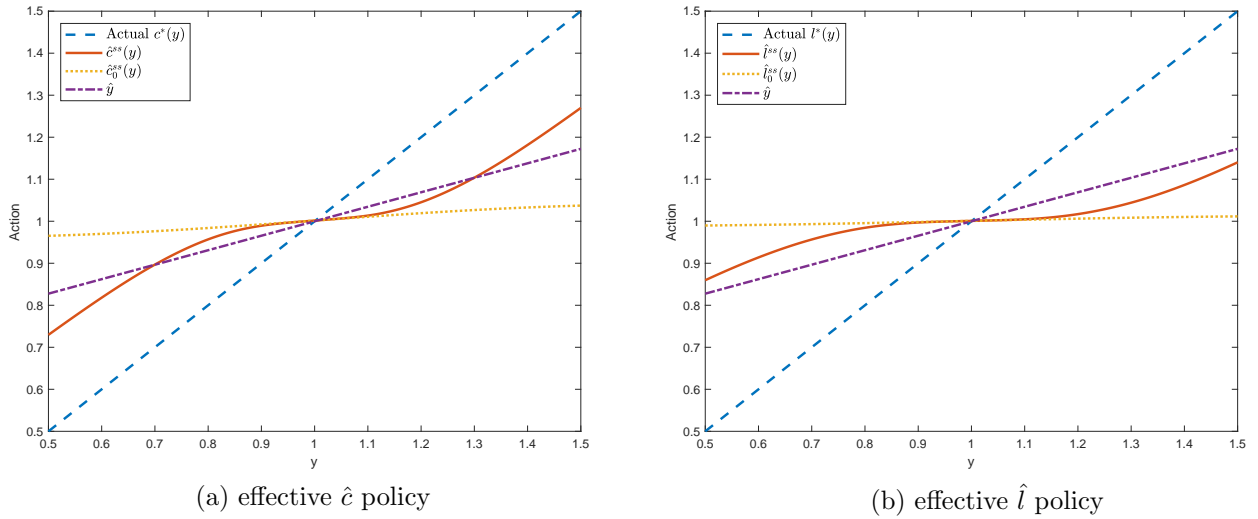 1.5
1.4
1.3
1.2
1.1
1
0.9
0.8
0.7
0.6
0.5
Action
Actual c*(y)
ĉ^{ss}(y)
ĉ_0^{ss}(y)
ŷ
0.5 0.6 0.7 0.8 0.9 1 1.1 1.2 1.3 1.4 1.5
y
(a) effective ĉ policy
1.5
1.4
1.3
1.2
1.1
1
0.9
0.8
0.7
0.6
0.5
Action
Actual l*(y)
l̂^{ss}(y)
l̂_0^{ss}(y)
ŷ
0.5 0.6 0.7 0.8 0.9 1 1.1 1.2 1.3 1.4 1.5
y
(b) effective l̂ policy